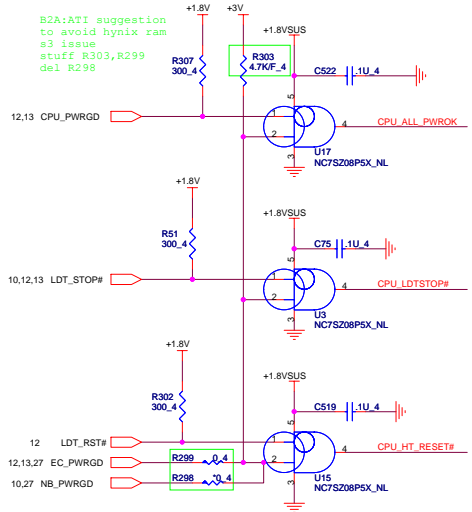 B2A:ATI suggestion
to avoid hynix ram
s3 issue
stuff R303,R299
del R298
+1.8V
+3V
+1.8VSUS
R307
300_4
R303
4.7K/F_4
C522
.1U_4
12,13 CPU_PWRGD
1
2
5
4
3
CPU_ALL_PWROK
U17
NC7SZ08P5X_NL
+1.8V
+1.8VSUS
R51
300_4
C75
.1U_4
10,12,13 LDT_STOP#
1
2
5
4
3
CPU_LDTSTOP#
U3
NC7SZ08P5X_NL
+1.8V
+1.8VSUS
R302
300_4
C519
.1U_4
12 LDT_RST#
12,13,27 EC_PWRGD
10,27 NB_PWRGD
R299
0_4
R298
*0_4
1
2
5
4
3
CPU_HT_RESET#
U15
NC7SZ08P5X_NL